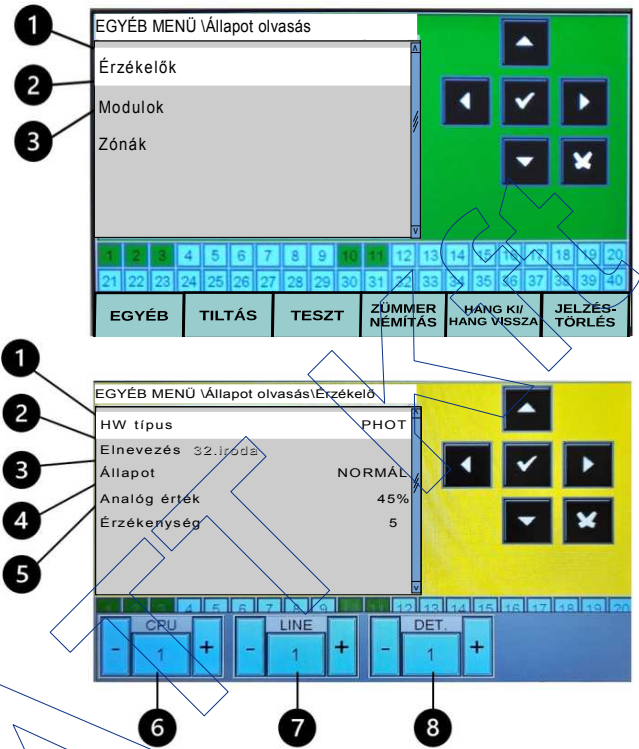 1
EGYÉB MENÜ \Állapot olvasás
Érzékelők
2
Modulok
3
Zónák
1 2 3 4 5 6 7 8 9 10 11 12 13 14 15 16 17 18 19 20
21 22 23 24 25 26 27 28 29 30 31 32 33 34 35 36 37 38 39 40
EGYÉB TILTÁS TESZT ZÜMMER NÉMÍTÁS HANG KI/ HANG VISSZA JELZÉS- TÖRLÉS
1
EGYÉB MENÜ \Állapot olvasás\Érzékelő
2
HW típus PHOT
3
Elnevezés 32.iroda
Állapot NORMÁL
4
Analóg érték 45%
Érzékenység 5
5
1 2 3 4 5 6 7 8 9 10 11 12 13 14 15 16 17 18 19 20
CPU LINE DET.
- 1 + - 1 + - 1 +
6 7 8